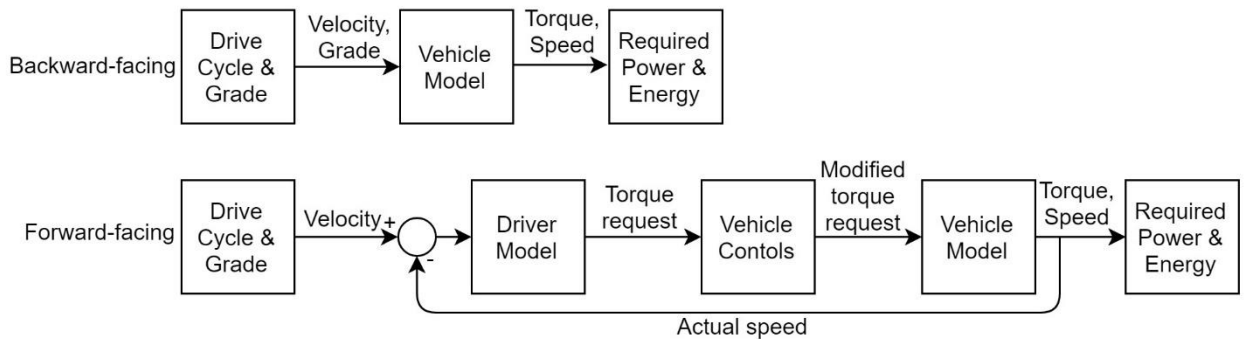 Backward-facing
Drive
Cycle &
Grade
Velocity,
Grade
Vehicle
Model
Torque,
Speed
Required
Power &
Energy
Forward-facing
Drive
Cycle &
Grade
Velocity
+
-
Driver
Model
Torque
request
Vehicle
Contols
Modified
torque
request
Vehicle
Model
Torque,
Speed
Required
Power &
Energy
Actual speed